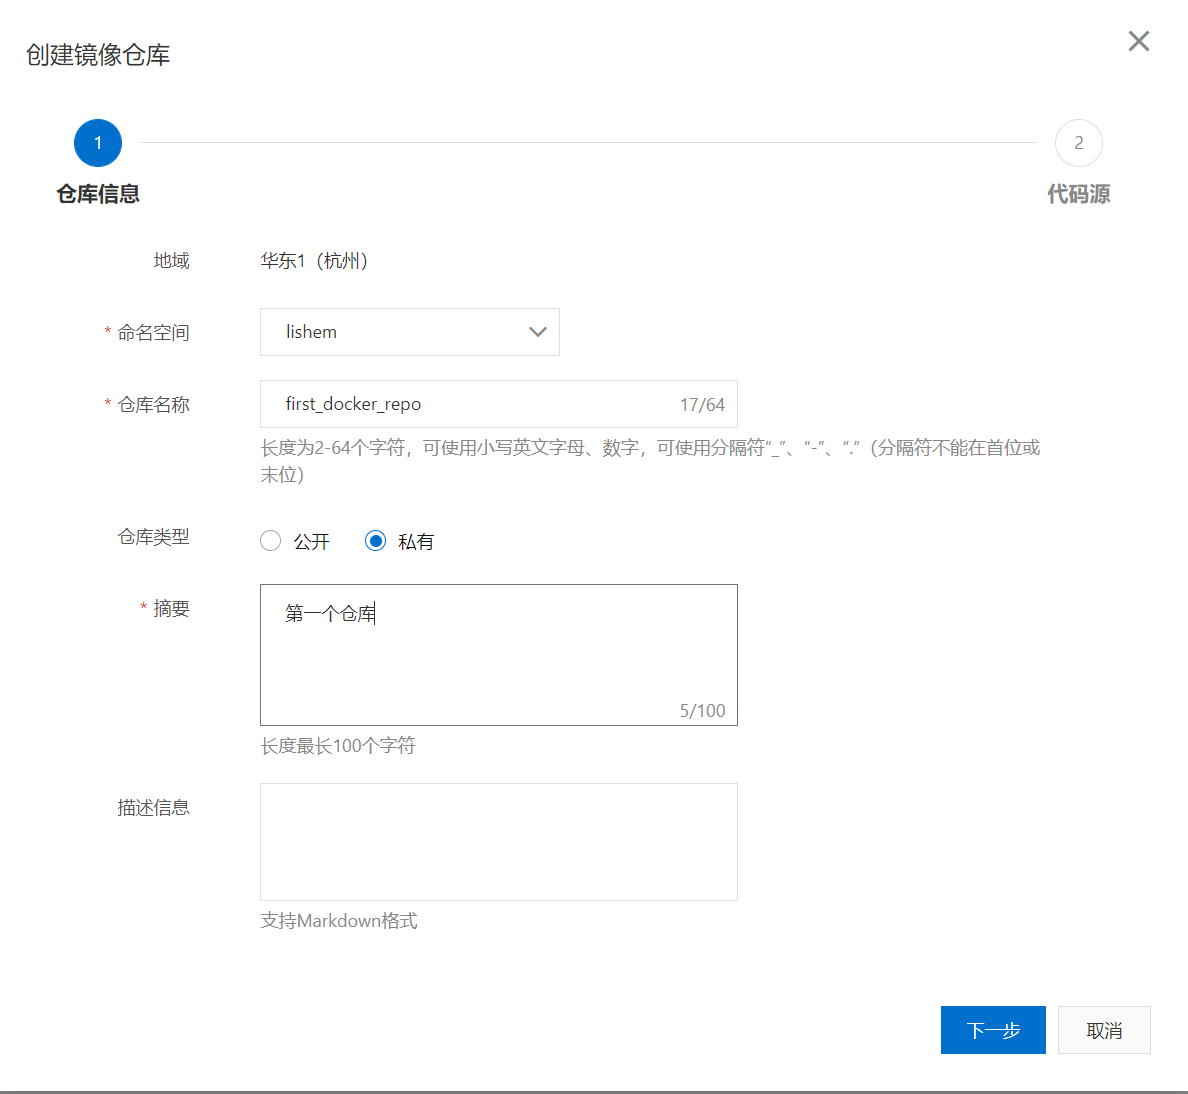 创建镜像仓库
1
2
仓库信息
代码源
地域
华东1（杭州）
* 命名空间
lishem
* 仓库名称
first_docker_repo
17/64
长度为2-64个字符，可使用小写英文字母、数字，可使用分隔符“_”、“-”、“.”（分隔符不能在首位或
末位）
仓库类型
公开
私有
* 摘要
第一个仓库
5/100
长度最长100个字符
描述信息
支持Markdown格式
下一步
取消